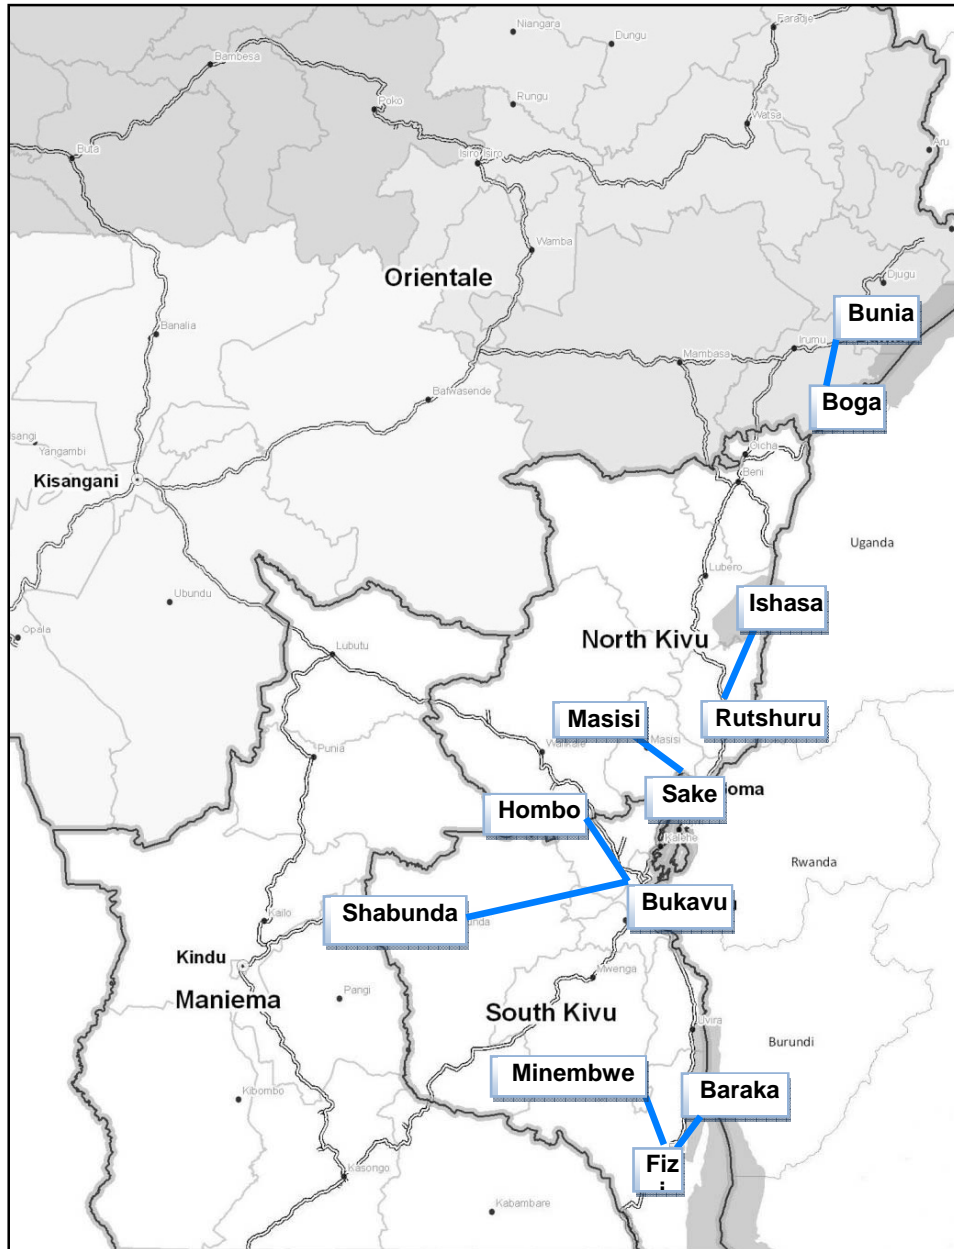 Niangara
Faradje
Dungu
Bambesa
Rungu
Poko
Watsa
Buta
Isiro
Isiro
Aru
Wamba
Orientale
Djugu
Bunia
Banalia
Irumu
Mambasa
Bafwasende
Boga
Yangambi
Oicha
Kisangani
Beni
Uganda
Lubero
Ubundu
Ishasa
Opala
North Kivu
Lubutu
Masisi
Rutshuru
Masisi
Punia
Sake
Hombo
Kalehe
Rwanda
Shabunda
Bukavu
Kailo
Kindu
Mwenga
Maniema
Pangi
South Kivu
Uvira
Burundi
Minembwe
Baraka
Kibombo
Fiz
i
Kasongo
Kabambare